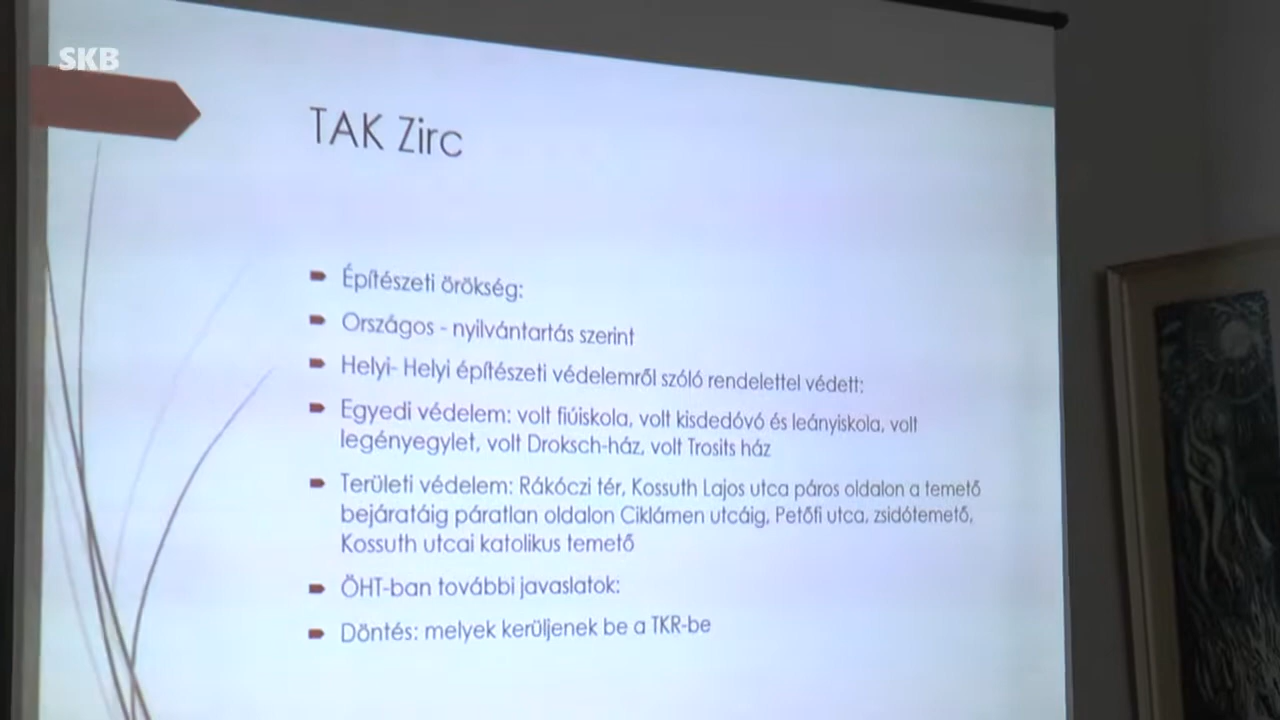 SKB
TAK Zirc
Építészeti örökség:
Országos - nyilvántartás szerint
Helyi- Helyi építészeti védelemről szóló rendelettel védett:
Egyedi védelem: volt fiúiskola, volt kisdedóvó és leányiskola, volt
legényegylet, volt Droksch-ház, volt Trosits ház
Területi védelem: Rákóczi tér, Kossuth Lajos utca páros oldalon a temető
bejáratáig páratlan oldalon Ciklámen utcáig, Petőfi utca, zsidótemető,
Kossuth utcai katolikus temető
ÖHT-ban további javaslatok:
Döntés: melyek kerüljenek be a TKR-be